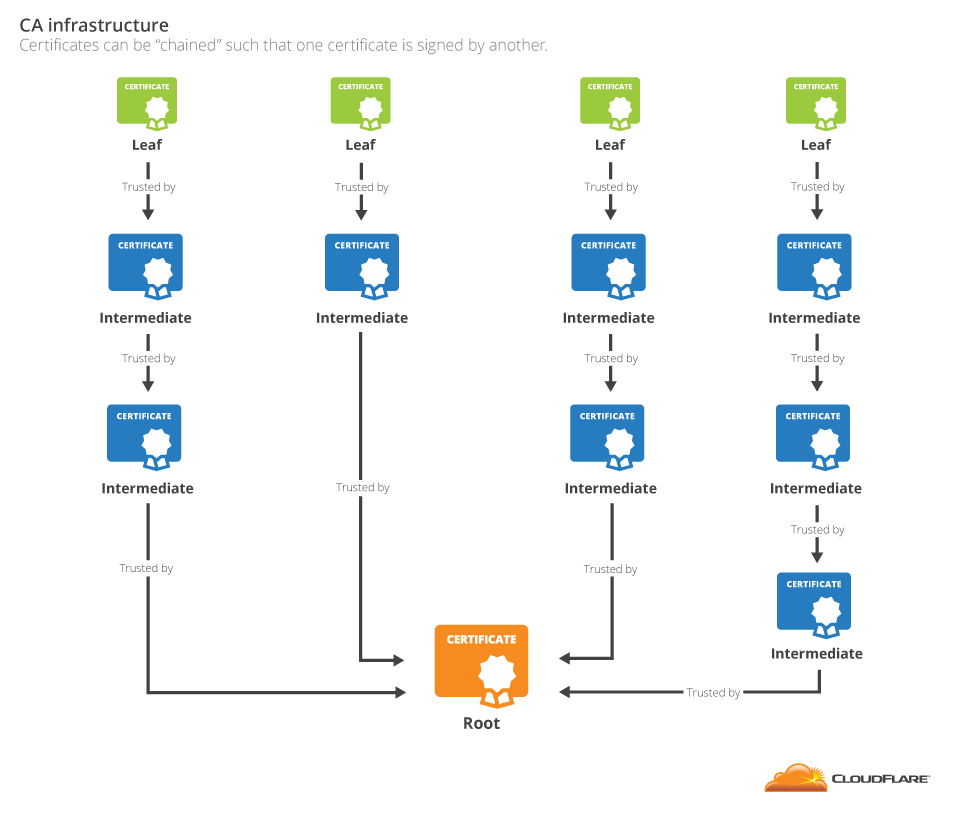 CA infrastructure
Certificates can be “chained” such that one certificate is signed by another.
CERTIFICATE CERTIFICATE CERTIFICATE CERTIFICATE
Leaf Leaf Leaf Leaf
Trusted by Trusted by Trusted by Trusted by
CERTIFICATE CERTIFICATE CERTIFICATE CERTIFICATE
Intermediate Intermediate Intermediate Intermediate
Trusted by Trusted by Trusted by
CERTIFICATE CERTIFICATE CERTIFICATE
Intermediate Trusted by Intermediate Intermediate
Trusted by
Trusted by Trusted by
CERTIFICATE
CERTIFICATE
Intermediate
Trusted by
Root
CLOUDFLARE